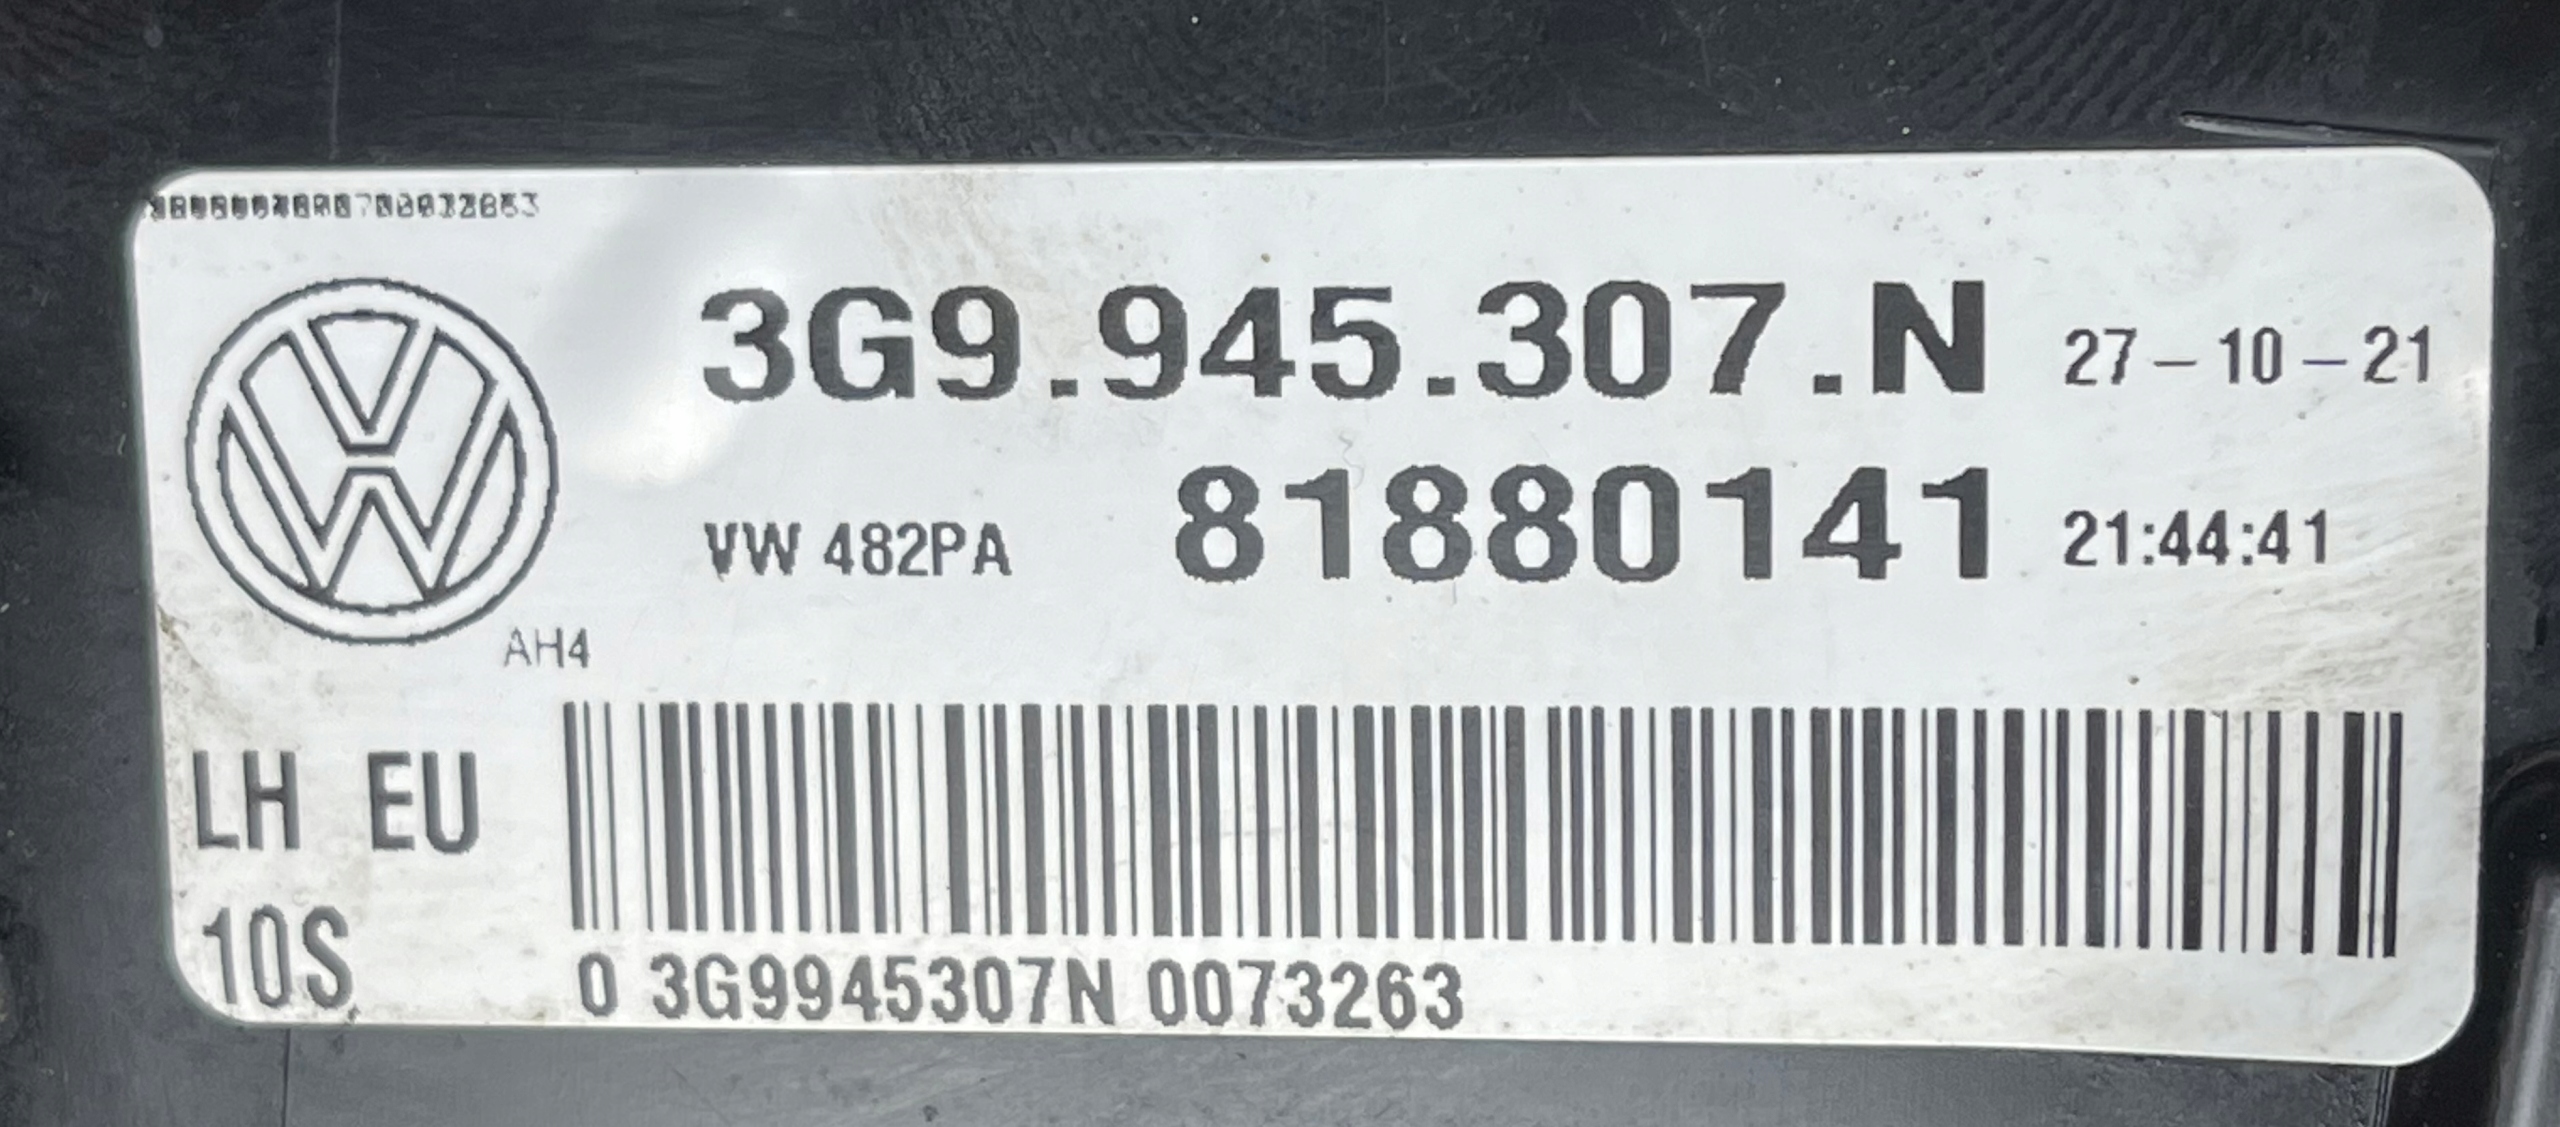 3G9.945.307.N 27-10-21
VW 482PA 81880141 21:44:41
AH4
LH EU
10S
0 3G9945307N 0073263